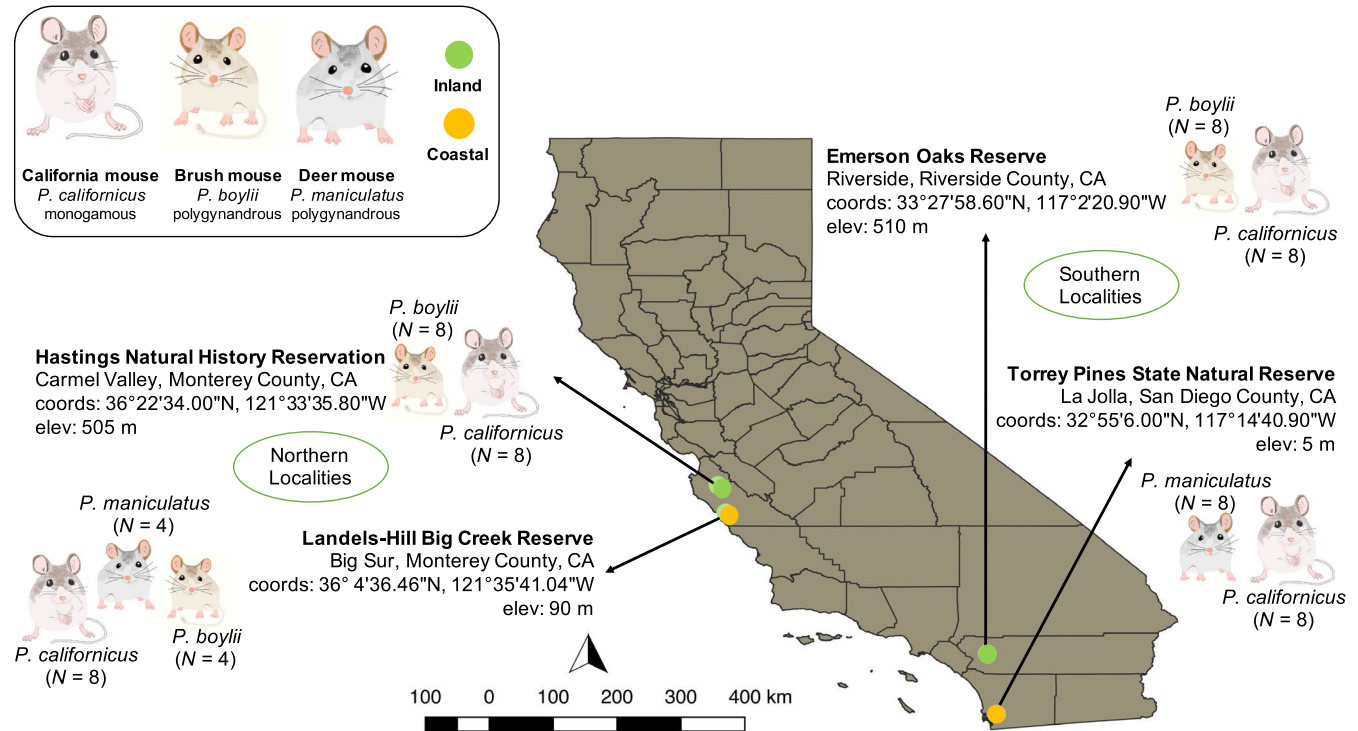 California mouse
P. californicus
monogamous
Brush mouse
P. boylii
polygynandrous
Deer mouse
P. maniculatus
polygynandrous
Inland
Coastal
P. boylii
(N = 8)
P. californicus
(N = 8)
Emerson Oaks Reserve
Riverside, Riverside County, CA
coords: 33°27'58.60"N, 117°2'20.90"W
elev: 510 m
Southern
Localities
P. boylii
(N = 8)
Hastings Natural History Reservation
Carmel Valley, Monterey County, CA
coords: 36°22'34.00"N, 121°33'35.80"W
elev: 505 m
P. californicus
(N = 8)
Northern
Localities
Torrey Pines State Natural Reserve
La Jolla, San Diego County, CA
coords: 32°55'6.00"N, 117°14'40.90"W
elev: 5 m
P. maniculatus
(N = 8)
P. californicus
(N = 8)
P. maniculatus
(N = 4)
Landels-Hill Big Creek Reserve
Big Sur, Monterey County, CA
coords: 36° 4'36.46"N, 121°35'41.04"W
elev: 90 m
P. boylii
(N = 4)
P. californicus
(N = 8)
100 0 100 200 300 400 km